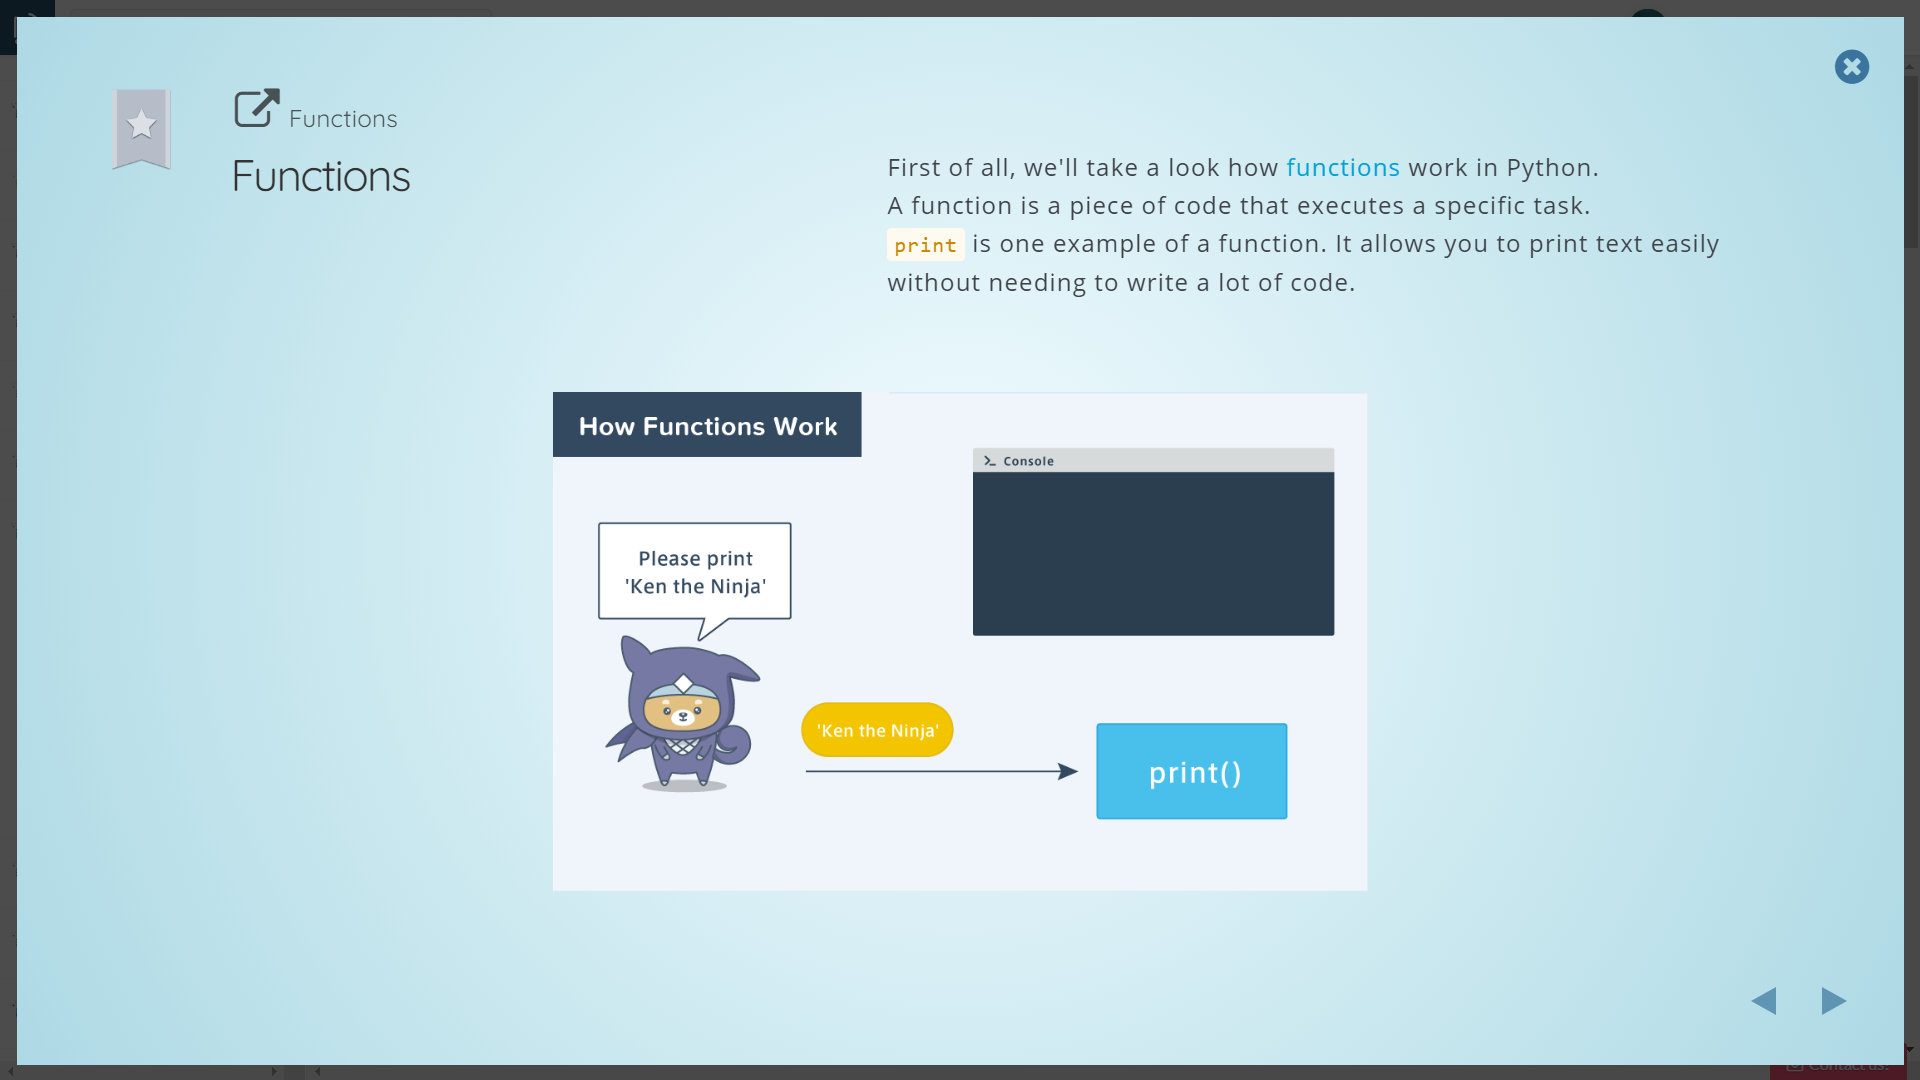 Functions
Functions
First of all, we'll take a look how functions work in Python.
A function is a piece of code that executes a specific task.
print is one example of a function. It allows you to print text easily
without needing to write a lot of code.
How Functions Work
Console
Please print
'Ken the Ninja'
'Ken the Ninja'
print()
Contact us!